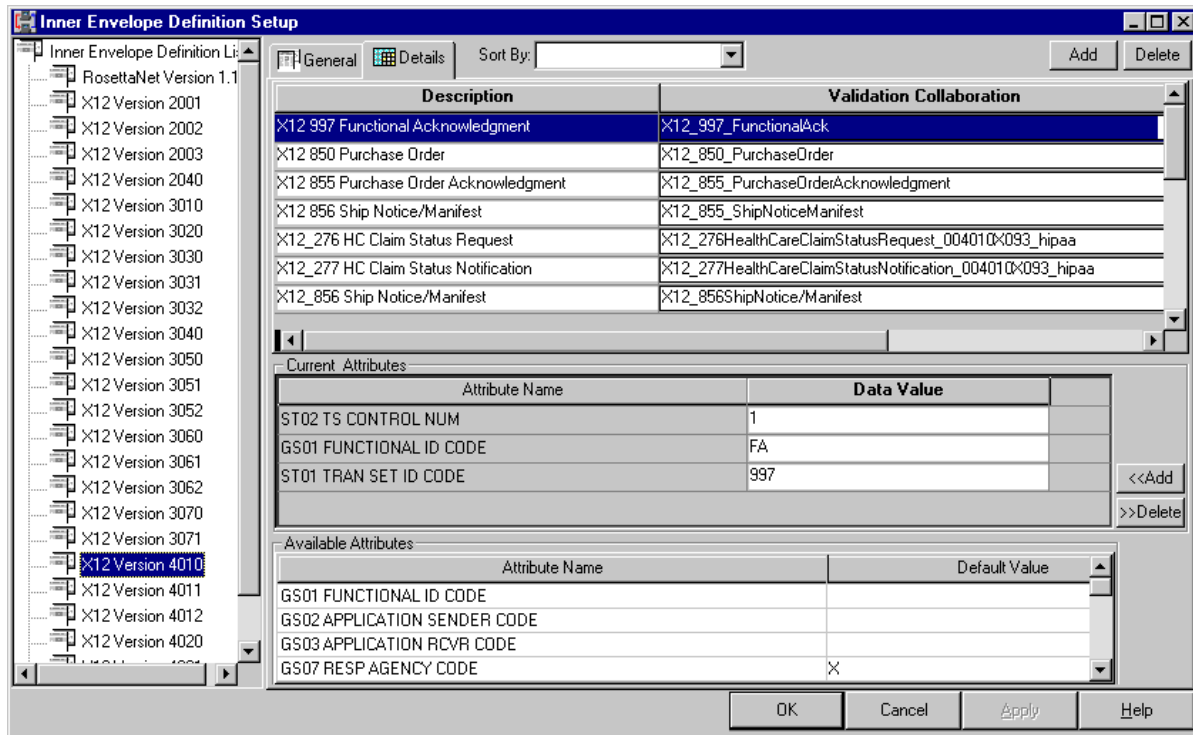 Inner Envelope Definition Setup
Inner Envelope Definition Li
RosettaNet Version 1.1
X12 Version 2001
X12 Version 2002
X12 Version 2003
X12 Version 2040
X12 Version 3010
X12 Version 3020
X12 Version 3030
X12 Version 3031
X12 Version 3032
X12 Version 3040
X12 Version 3050
X12 Version 3051
X12 Version 3052
X12 Version 3060
X12 Version 3061
X12 Version 3062
X12 Version 3070
X12 Version 3071
X12 Version 4010
X12 Version 4011
X12 Version 4012
X12 Version 4020
General Details Sort By: Add Delete
Description Validation Collaboration
X12 997 Functional Acknowledgment X12_997_FunctionalAck
X12 850 Purchase Order X12_850_PurchaseOrder
X12 855 Purchase Order Acknowledgment X12_855_PurchaseOrderAcknowledgment
X12 856 Ship Notice/Manifest X12_855_ShipNoticeManifest
X12_276 HC Claim Status Request X12_276HealthCareClaimStatusRequest_004010X093_hipaa
X12_277 HC Claim Status Notification X12_277HealthCareClaimStatusNotification_004010X093_hipaa
X12_856 Ship Notice/Manifest X12_856ShipNotice/Manifest
Current Attributes
Attribute Name Data Value
ST02 TS CONTROL NUM 1
GS01 FUNCTIONAL ID CODE FA
ST01 TRAN SET ID CODE 997
<<Add
>>Delete
Available Attributes
Attribute Name Default Value
GS01 FUNCTIONAL ID CODE
GS02 APPLICATION SENDER CODE
GS03 APPLICATION RCVR CODE
GS07 RESP AGENCY CODE X
OK Cancel Apply Help